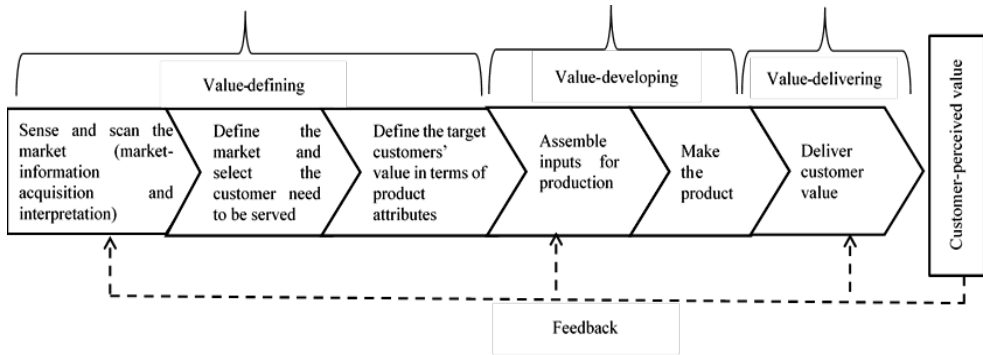 Value-defining
Value-developing
Value-delivering
Sense and scan the
market (market-
information
acquisition and
interpretation)
Define the
market and
select the
customer need
to be served
Define the target
customers’
value in terms of
product
attributes
Assemble
inputs for
production
Make
the
product
Deliver
customer
value
Customer-perceived value
Feedback